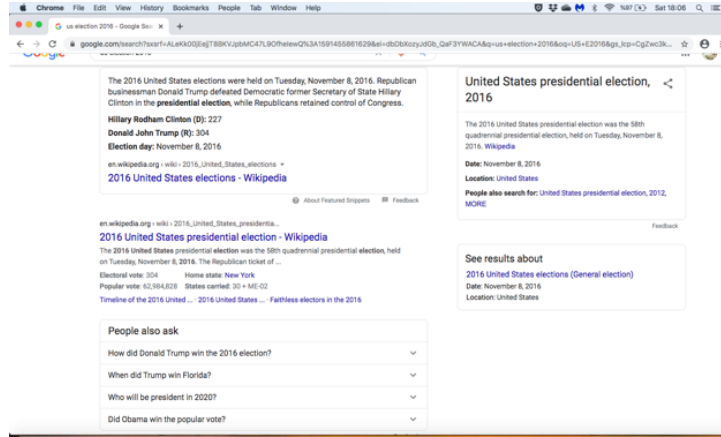 Chrome File Edit View History Bookmarks People Tab Window Help
Sat 18:06
us election 2016 - Google Sea
The 2016 United States elections were held on Tuesday, November 8, 2016. Republican
businessman Donald Trump defeated Democratic former Secretary of State Hillary
Clinton in the presidential election, while Republicans retained control of Congress.
Hillary Rodham Clinton (D): 227
Donald John Trump (R): 304
Election day: November 8, 2016
en.wikipedia.org › wiki › 2016_United_States_elections
2016 United States elections - Wikipedia
About Featured Snippets Feedback
en.wikipedia.org › wiki › 2016_United_States_presidentia...
2016 United States presidential election - Wikipedia
The 2016 United States presidential election was the 58th quadrennial presidential election, held
on Tuesday, November 8, 2016. The Republican ticket of ...
Electoral vote: 304 Home state: New York
Popular vote: 62,984,828 States carried: 30 + ME-02
Timeline of the 2016 United ... · 2016 United States ... · Faithless electors in the 2016
People also ask
How did Donald Trump win the 2016 election?
When did Trump win Florida?
Who will be president in 2020?
Did Obama win the popular vote?
United States presidential election,
2016
The 2016 United States presidential election was the 58th
quadrennial presidential election, held on Tuesday, November 8,
2016. Wikipedia
Date: November 8, 2016
Location: United States
People also search for: United States presidential election, 2012,
MORE
Feedback
See results about
2016 United States elections (General election)
Date: November 8, 2016
Location: United States